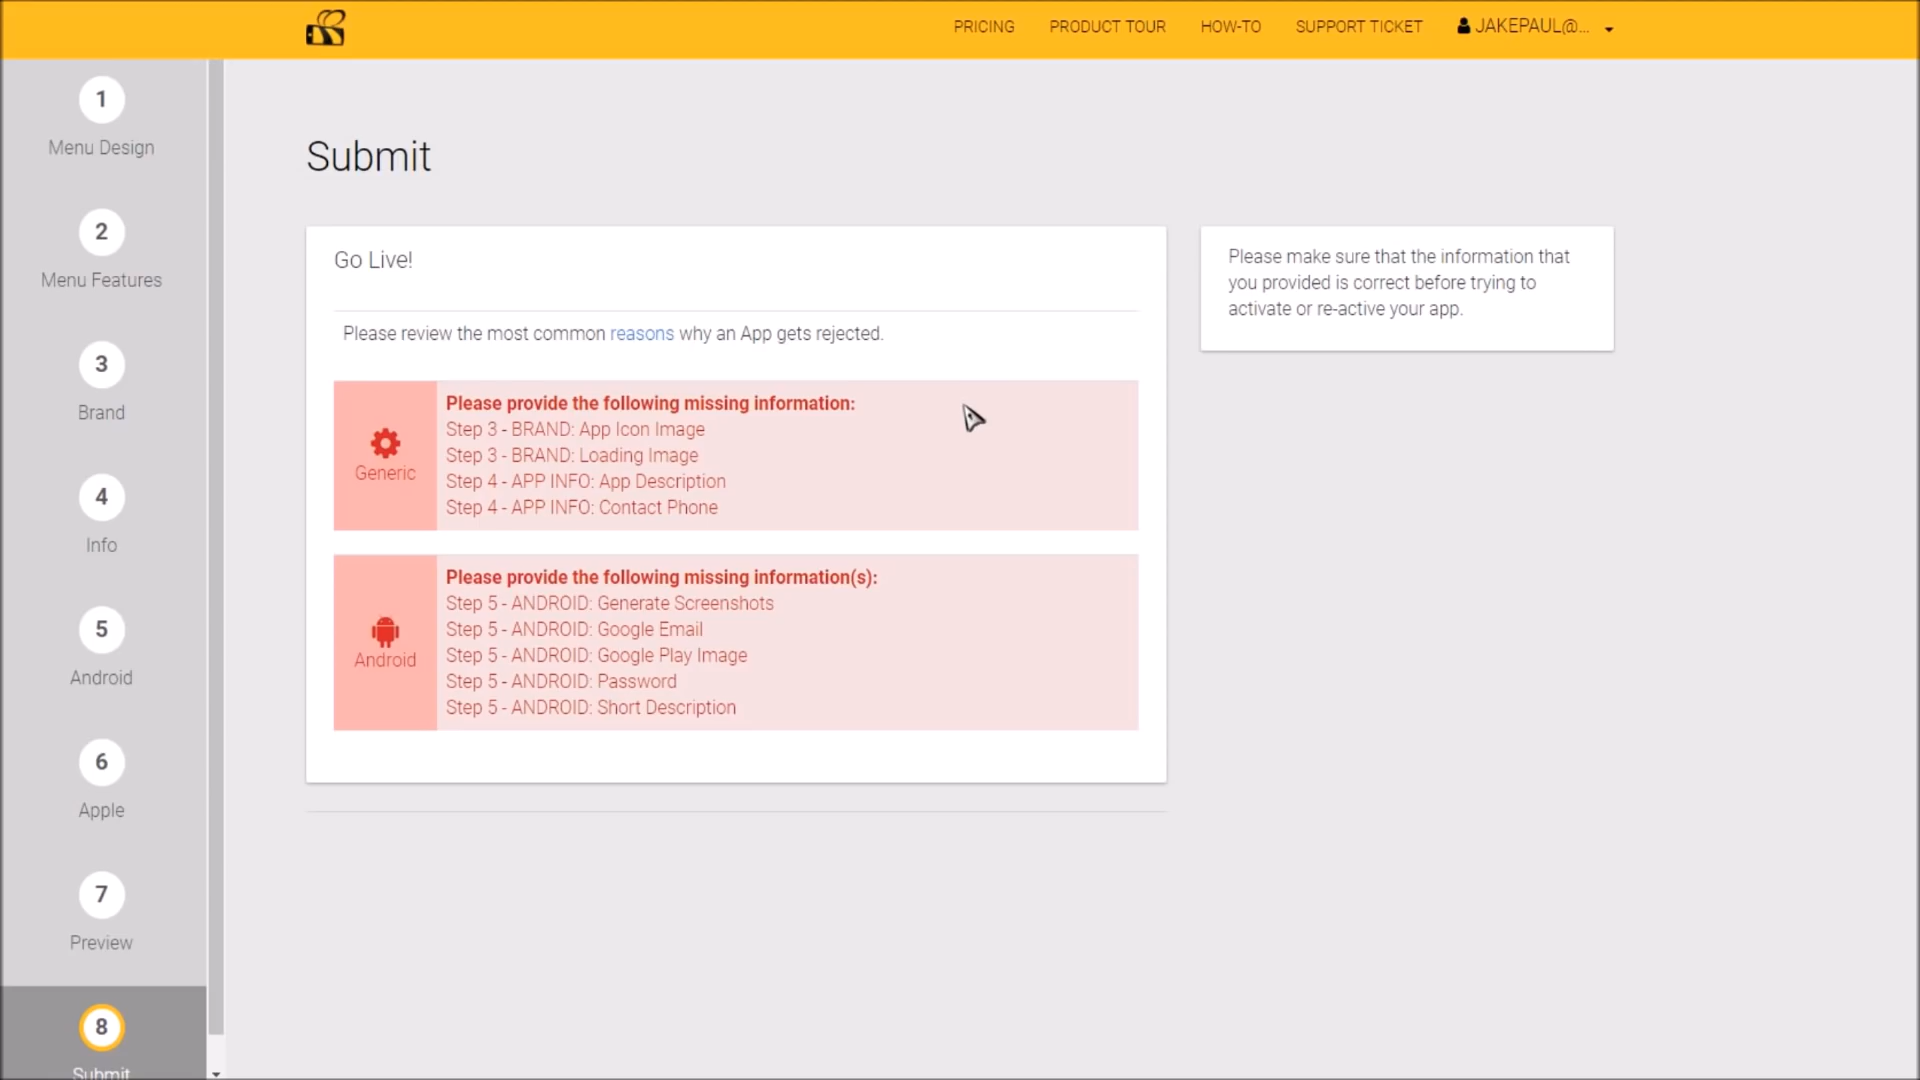 PRICING PRODUCT TOUR HOW-TO SUPPORT TICKET JAKEPAUL@...
1
Menu Design
2
Menu Features
3
Brand
4
Info
5
Android
6
Apple
7
Preview
8
Submit
Submit
Go Live!
Please review the most common reasons why an App gets rejected.
Generic
Please provide the following missing information:
Step 3 - BRAND: App Icon Image
Step 3 - BRAND: Loading Image
Step 4 - APP INFO: App Description
Step 4 - APP INFO: Contact Phone
Android
Please provide the following missing information(s):
Step 5 - ANDROID: Generate Screenshots
Step 5 - ANDROID: Google Email
Step 5 - ANDROID: Google Play Image
Step 5 - ANDROID: Password
Step 5 - ANDROID: Short Description
Please make sure that the information that
you provided is correct before trying to
activate or re-active your app.